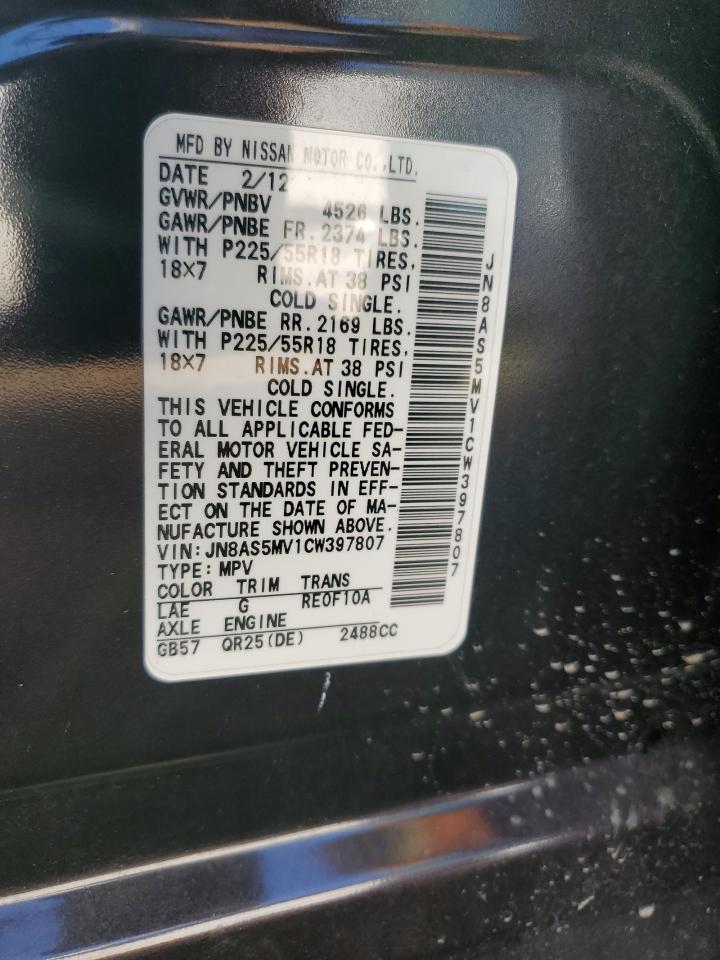 MFD BY NISSAN MOTOR CO.,LTD.
DATE 2/12
GVWR/PNBV 4526 LBS.
GAWR/PNBE FR. 2374 LBS.
WITH P225/55R18 TIRES,
18×7 RIMS.AT 38 PSI
COLD SINGLE.
GAWR/PNBE RR. 2169 LBS.
WITH P225/55R18 TIRES,
18×7 RIMS.AT 38 PSI
COLD SINGLE.
THIS VEHICLE CONFORMS
TO ALL APPLICABLE FED-
ERAL MOTOR VEHICLE SA-
FETY AND THEFT PREVEN-
TION STANDARDS IN EFF-
ECT ON THE DATE OF MA-
NUFACTURE SHOWN ABOVE.
VIN:JN8AS5MV1CW397807
TYPE:MPV
COLOR TRIM TRANS
LAE G RE0F10A
AXLE ENGINE
GB57 QR25(DE) 2488CC
JN8AS5MV1CW397807